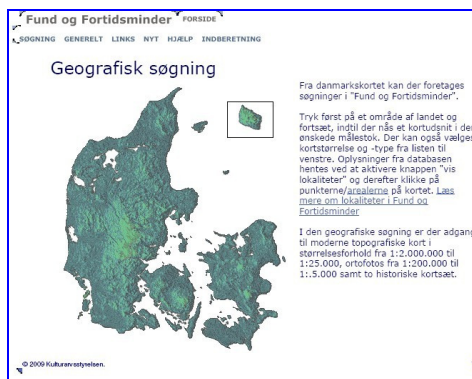 Fund og Fortidsminder FORSIDE
SØGNING GENERELT LINKS NYT HJÆLP INDBERETNING
Geografisk søgning
Fra danmarkskortet kan der foretages
søgninger i "Fund og Fortidsminder".
Tryk først på et område af landet og
fortsæt, indtil der nås et kortudsnit i den
ønskede målestok. Der kan også vælges
kortstørrelse og -type fra listen til
venstre. Oplysninger fra databasen
hentes ved at aktivere knappen "vis
lokaliteter" og derefter klikke på
punkterne/arealerne på kortet. Læs
mere om lokaliteter i Fund og
Fortidsminder
I den geografiske søgning er der adgang
til moderne topografiske kort i
størrelsesforhold fra 1:2.000.000 til
1:25.000, ortofotos fra 1:200.000 til
1:.5.000 samt to historiske kortsæt.
© 2009 Kulturarvsstyrelsen.